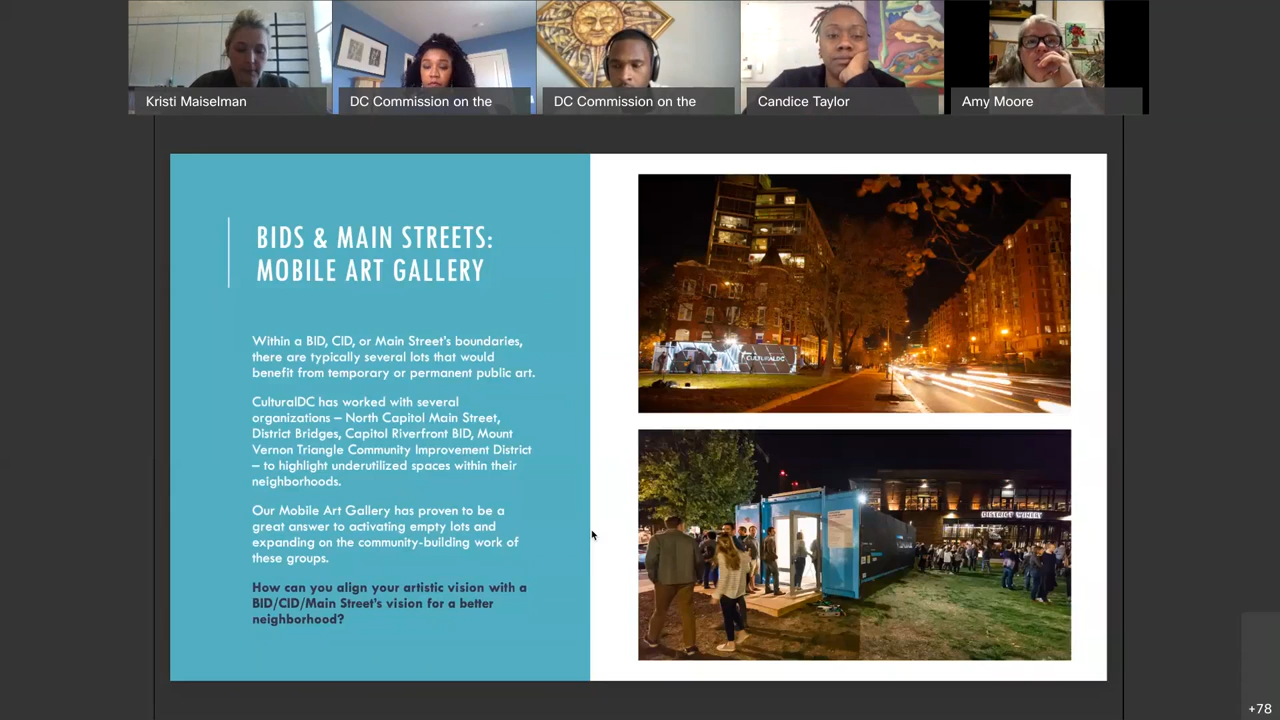 Kristi Maiselman
DC Commission on the
DC Commission on the
Candice Taylor
Amy Moore
BIDS & MAIN STREETS:
MOBILE ART GALLERY
Within a BID, CID, or Main Street's boundaries,
there are typically several lots that would
benefit from temporary or permanent public art.
CulturalDC has worked with several
organizations – North Capitol Main Street,
District Bridges, Capitol Riverfront BID, Mount
Vernon Triangle Community Improvement District
– to highlight underutilized spaces within their
neighborhoods.
Our Mobile Art Gallery has proven to be a
great answer to activating empty lots and
expanding on the community-building work of
these groups.
How can you align your artistic vision with a
BID/CID/Main Street's vision for a better
neighborhood?
CULTURALDC
DISTRICT WINERY
+78